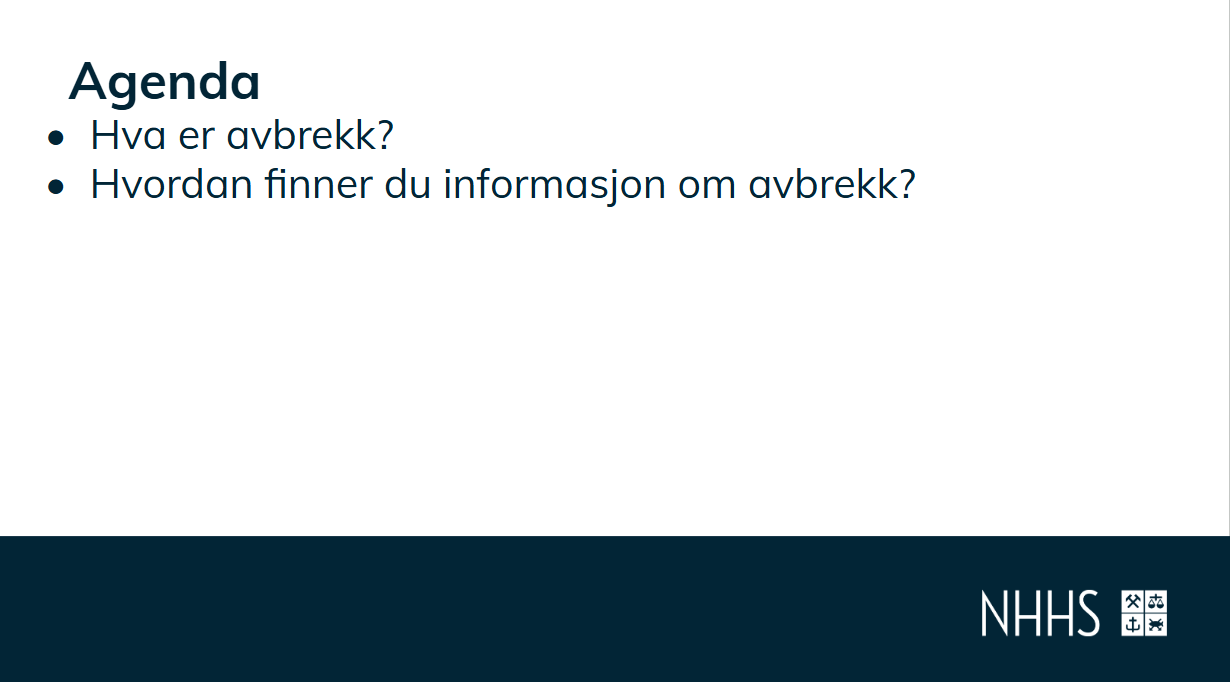 Agenda
• Hva er avbrekk?
• Hvordan finner du informasjon om avbrekk?
NHHS